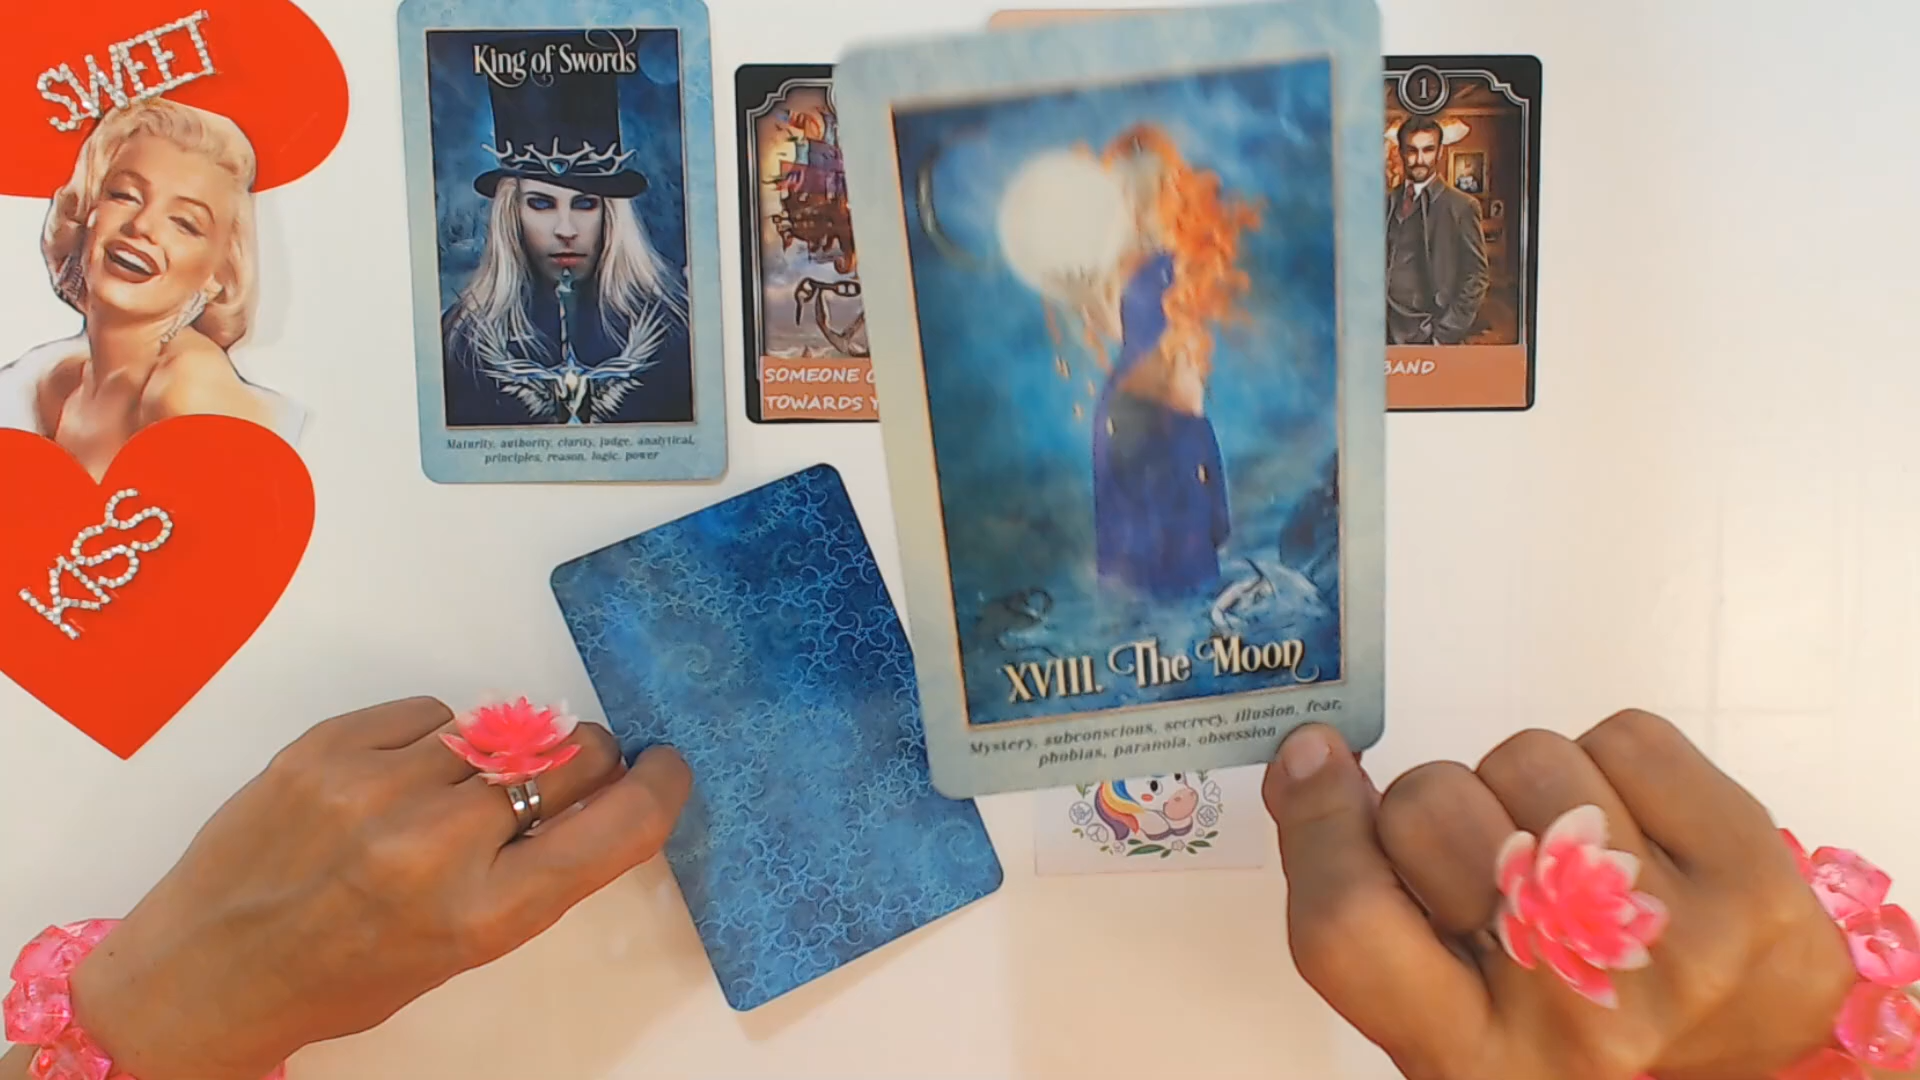 SWEET
KISS
King of Swords
Maturity, authority, clarity, judge, analytical,
principles, reason, logic, power
SOMEONE
TOWARDS
XVIII. The Moon
Mystery, subconscious, secrecy, illusion, fear,
phobias, paranoia, obsession
1
BAND